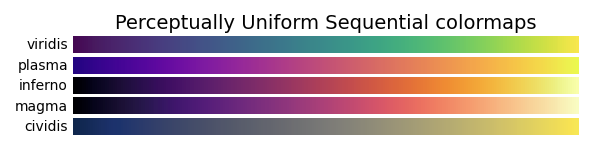 Perceptually Uniform Sequential colormaps
viridis
plasma
inferno
magma
cividis